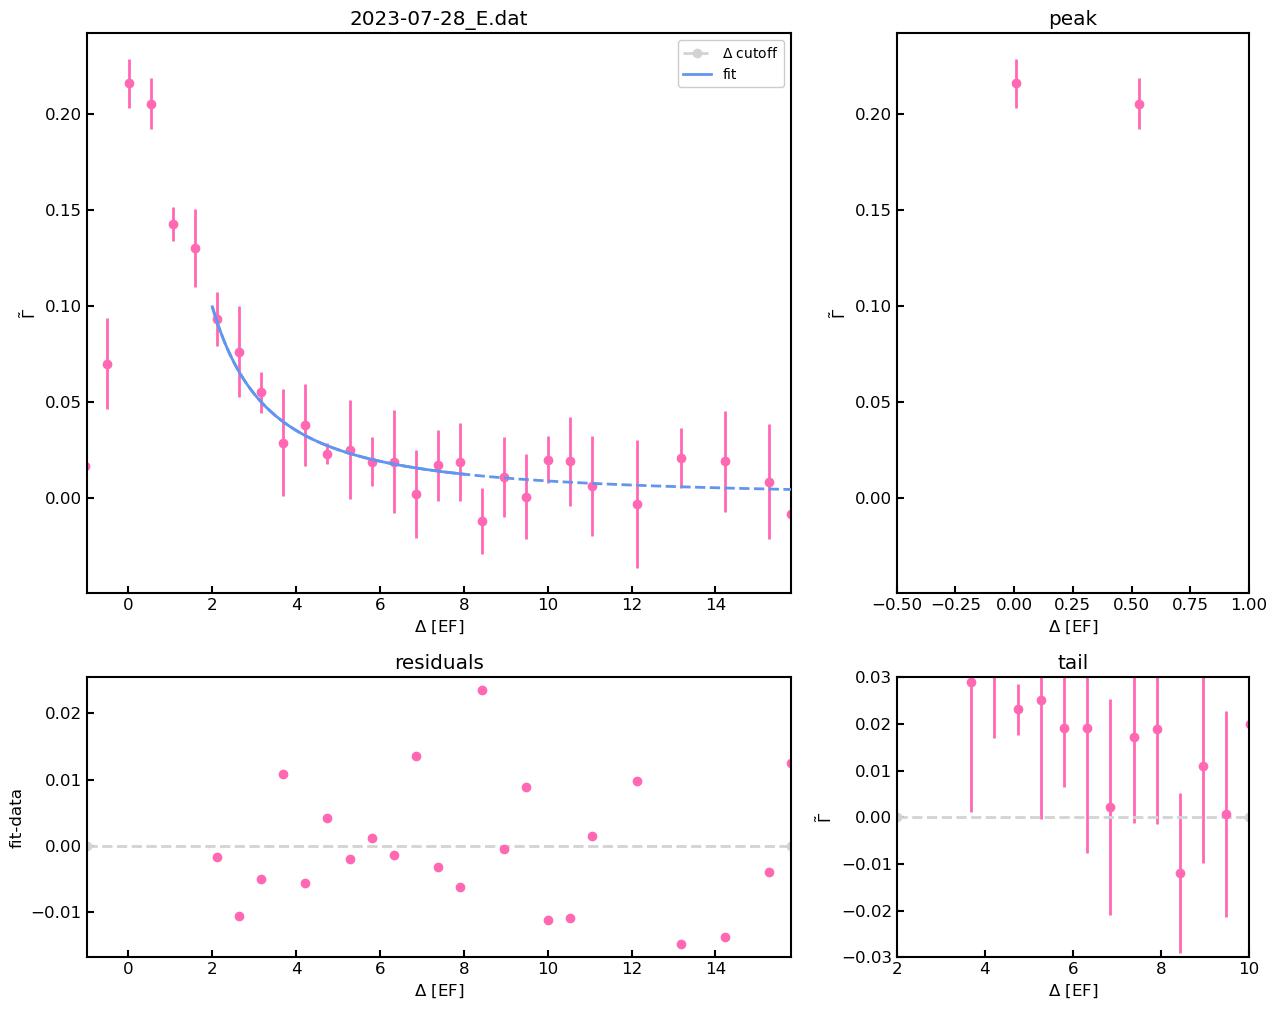 2023-07-28_E.dat
Δ cutoff
fit
0.20
0.15
0.10
0.05
0.00
Γ̃
0 2 4 6 8 10 12 14
Δ [EF]
peak
0.20
0.15
0.10
0.05
0.00
Γ̃
−0.50 −0.25 0.00 0.25 0.50 0.75 1.00
Δ [EF]
residuals
0.02
0.01
0.00
−0.01
fit-data
0 2 4 6 8 10 12 14
Δ [EF]
tail
0.03
0.02
0.01
0.00
−0.01
−0.02
−0.03
Γ̃
2 4 6 8 10
Δ [EF]